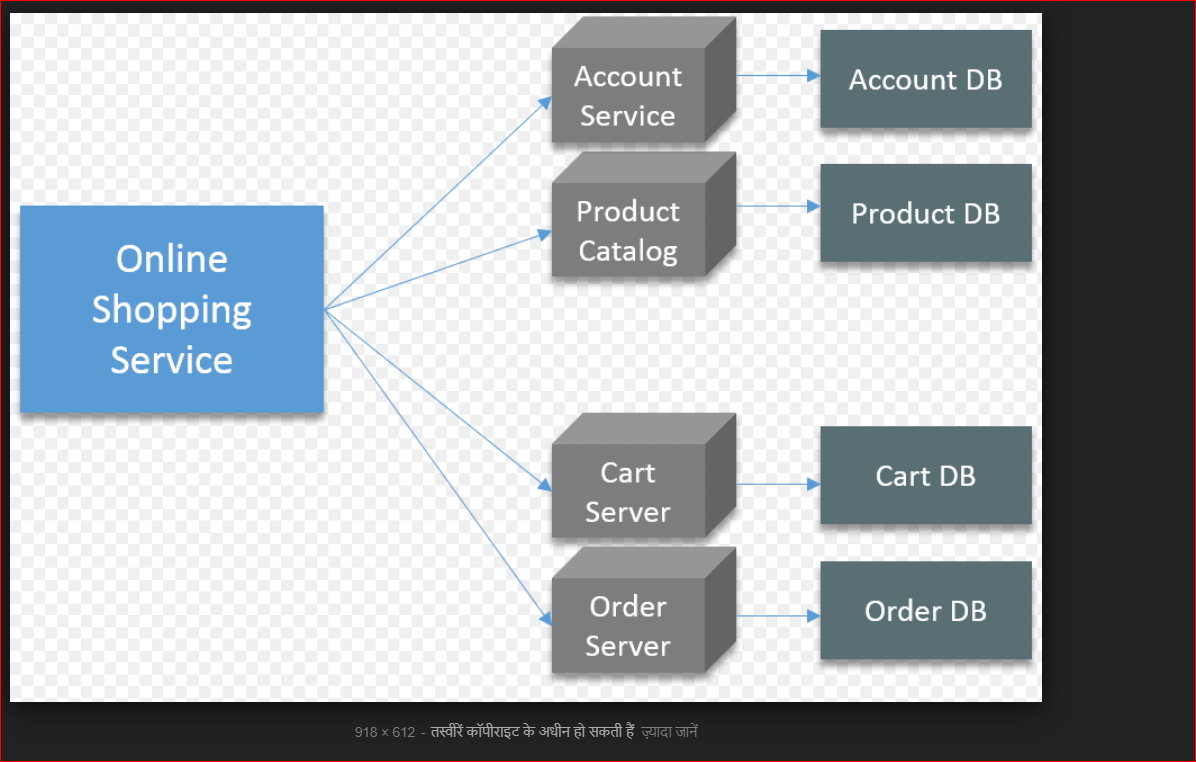 Account
Service
Account DB
Product
Catalog
Product DB
Online
Shopping
Service
Cart
Server
Cart DB
Order
Server
Order DB
918 × 612 - तस्वीरें कॉपीराइट के अधीन हो सकती हैं ज़्यादा जानें